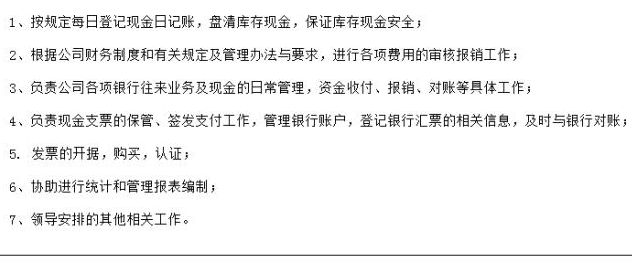 1、按规定每日登记现金日记账，盘清库存现金，保证库存现金安全；
2、根据公司财务制度和有关规定及管理办法与要求，进行各项费用的审核报销工作；
3、负责公司各项银行往来业务及现金的日常管理，资金收付、报销、对账等具体工作；
4、负责现金支票的保管、签发支付工作，管理银行账户，登记银行汇票的相关信息，及时与银行对账；
5. 发票的开据，购买，认证；
6、协助进行统计和管理报表编制；
7、领导安排的其他相关工作。